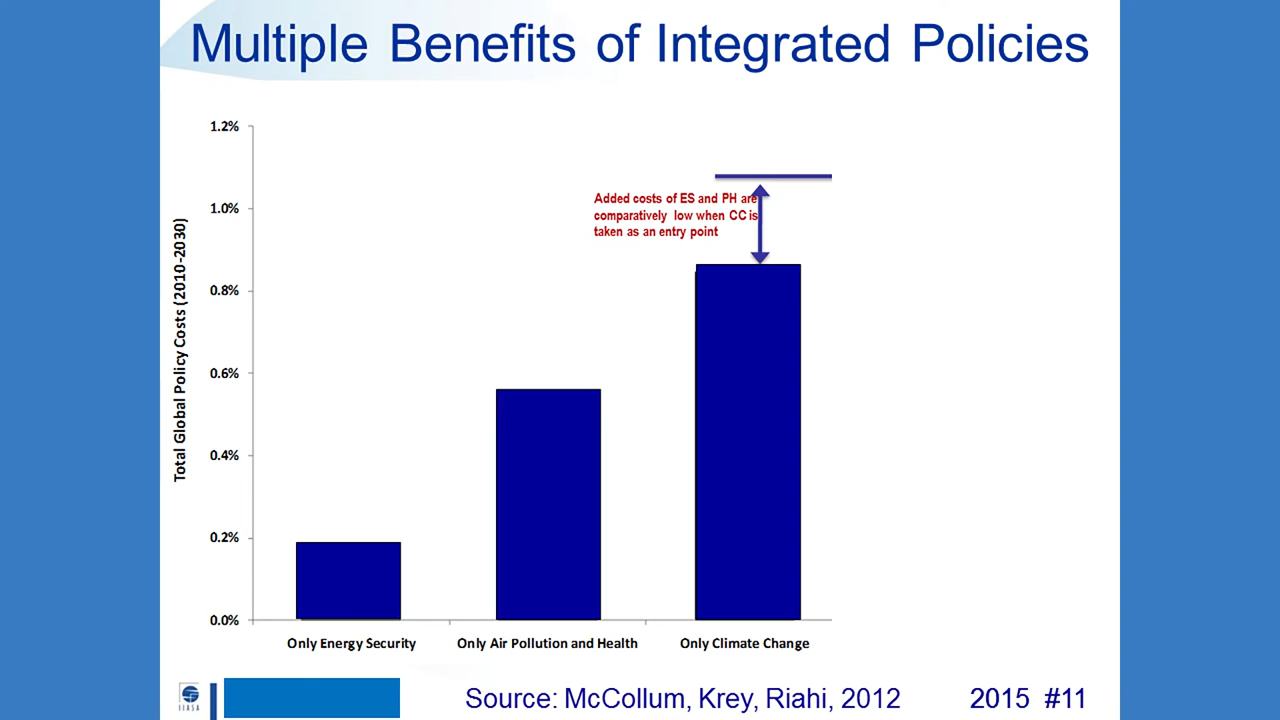 Multiple Benefits of Integrated Policies
1.2%
1.0%
0.8%
0.6%
0.4%
0.2%
0.0%
Total Global Policy Costs (2010-2030)
Added costs of ES and PH are
comparatively low when CC is
taken as an entry point
Only Energy Security
Only Air Pollution and Health
Only Climate Change
IIASA
Source: McCollum, Krey, Riahi, 2012
2015 #11